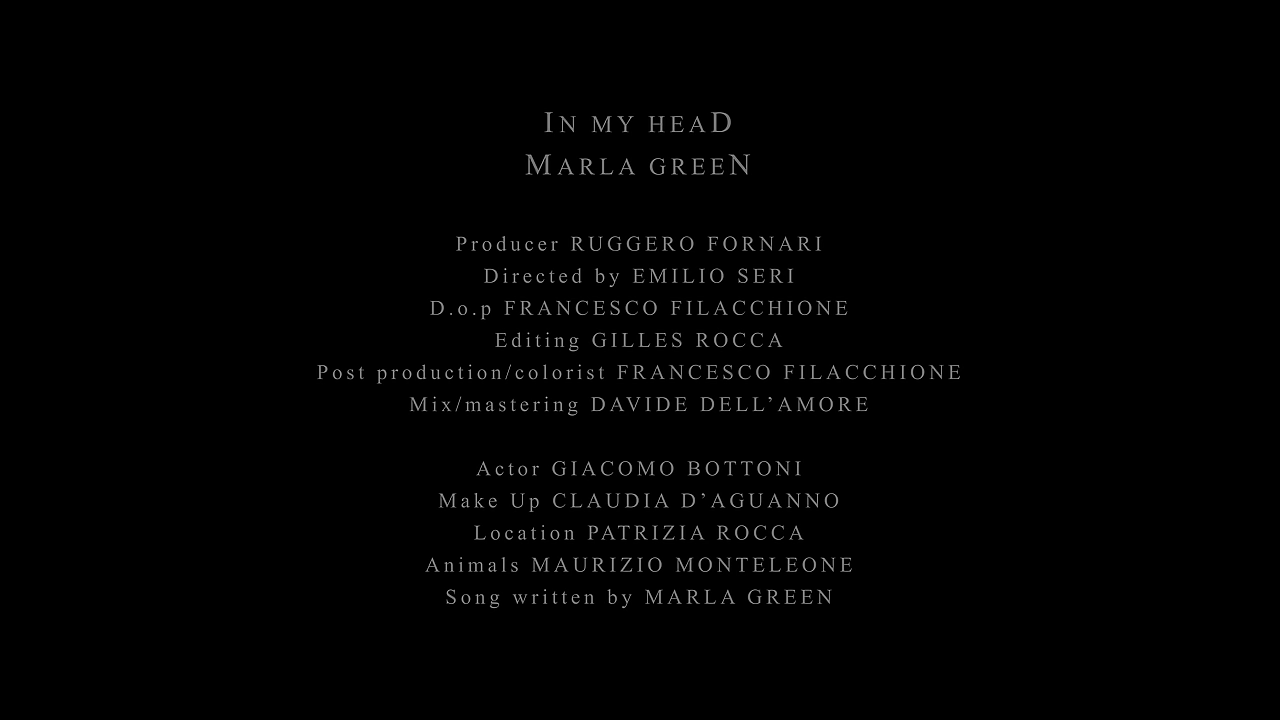 IN MY HEAD
MARLA GREEN
Producer RUGGERO FORNARI
Directed by EMILIO SERI
D.o.p FRANCESCO FILACCHIONE
Editing GILLES ROCCA
Post production/colorist FRANCESCO FILACCHIONE
Mix/mastering DAVIDE DELL’AMORE
Actor GIACOMO BOTTONI
Make Up CLAUDIA D’AGUANNO
Location PATRIZIA ROCCA
Animals MAURIZIO MONTELEONE
Song written by MARLA GREEN